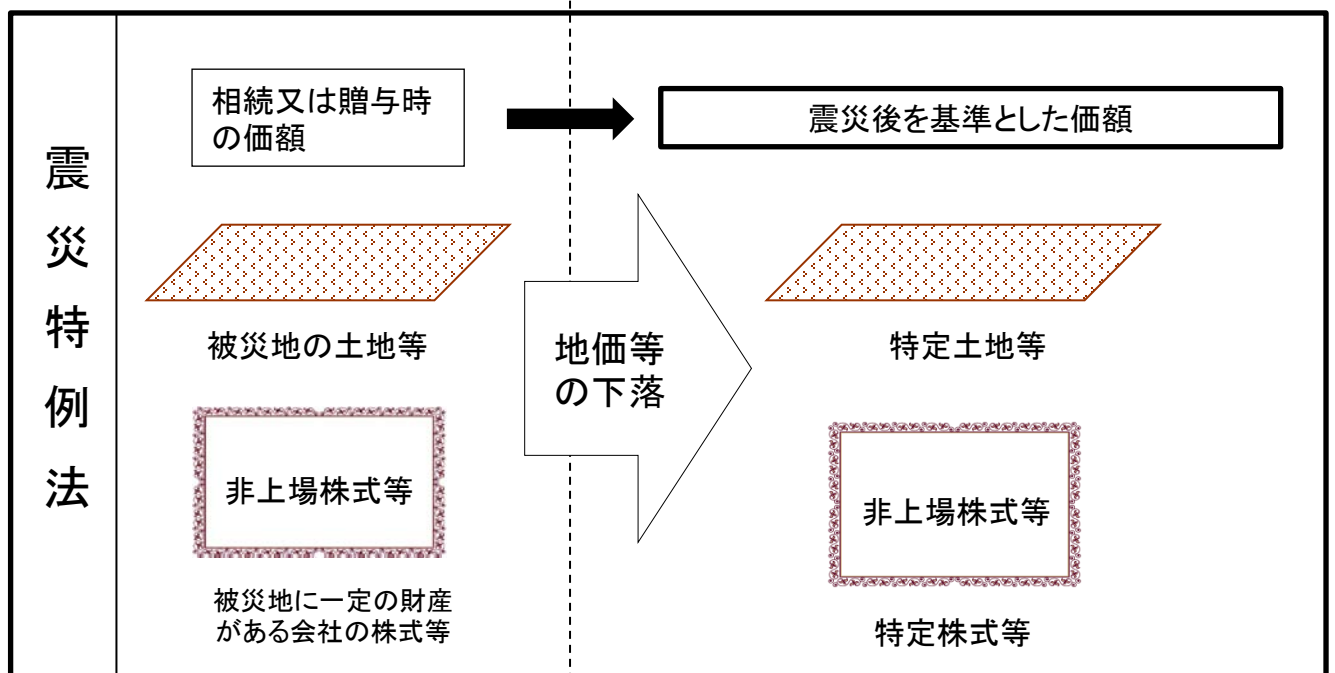 震災特例法
相続又は贈与時
の価額
震災後を基準とした価額
被災地の土地等
地価等
の下落
特定土地等
非上場株式等
非上場株式等
被災地に一定の財産
がある会社の株式等
特定株式等